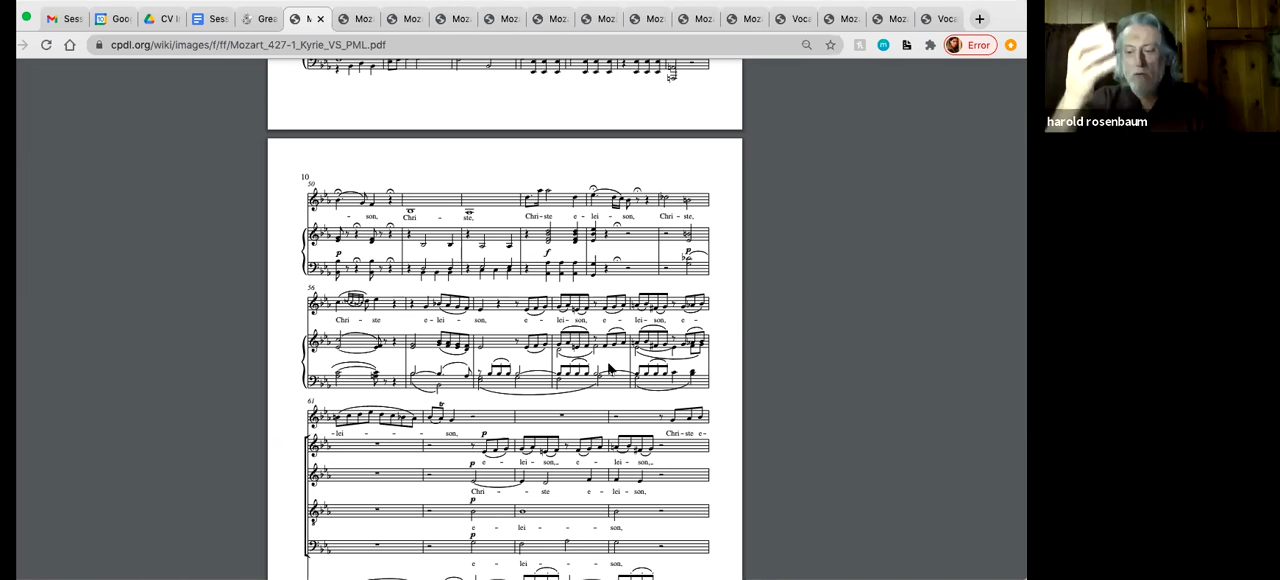 Sess Goo CV I Sess Grea M Moz Moz Moz Moz Moz Moz Moz Moz Moz Voca Moz Moz Voca
cpdl.org/wiki/images/f/ff/Mozart_427-1_Kyrie_VS_PML.pdf Error
harold rosenbaum
10
50
- son, Chri - ste, Chri-ste e - lei - son, Chri - ste,
p f p
56
Chri - ste e-lei - son, e - lei - son, e - lei - son, e -
61
tr
-lei - - - son, Chri-ste e-
p
e - lei - son,.. e - lei - son,..
p
Chri - - ste e - lei - son,
p
e - lei - - - son,
p
e - lei - - - son,